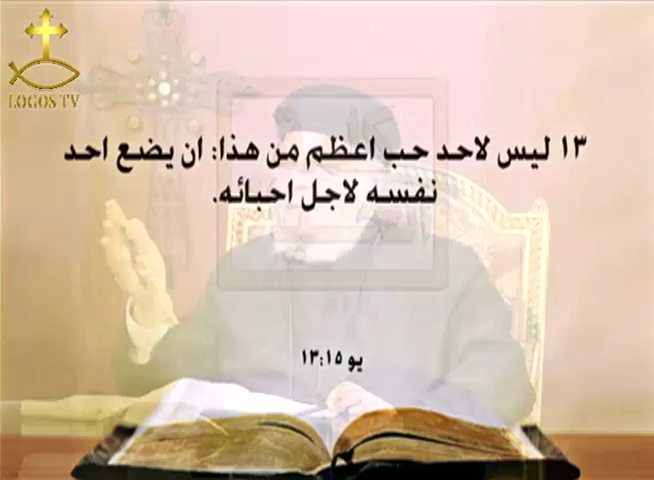 LOGOS TV
١٣ ليس لاحد حب اعظم من هذا: ان يضع احد
نفسه لاجل احبائه.
يو ١٣:١٥